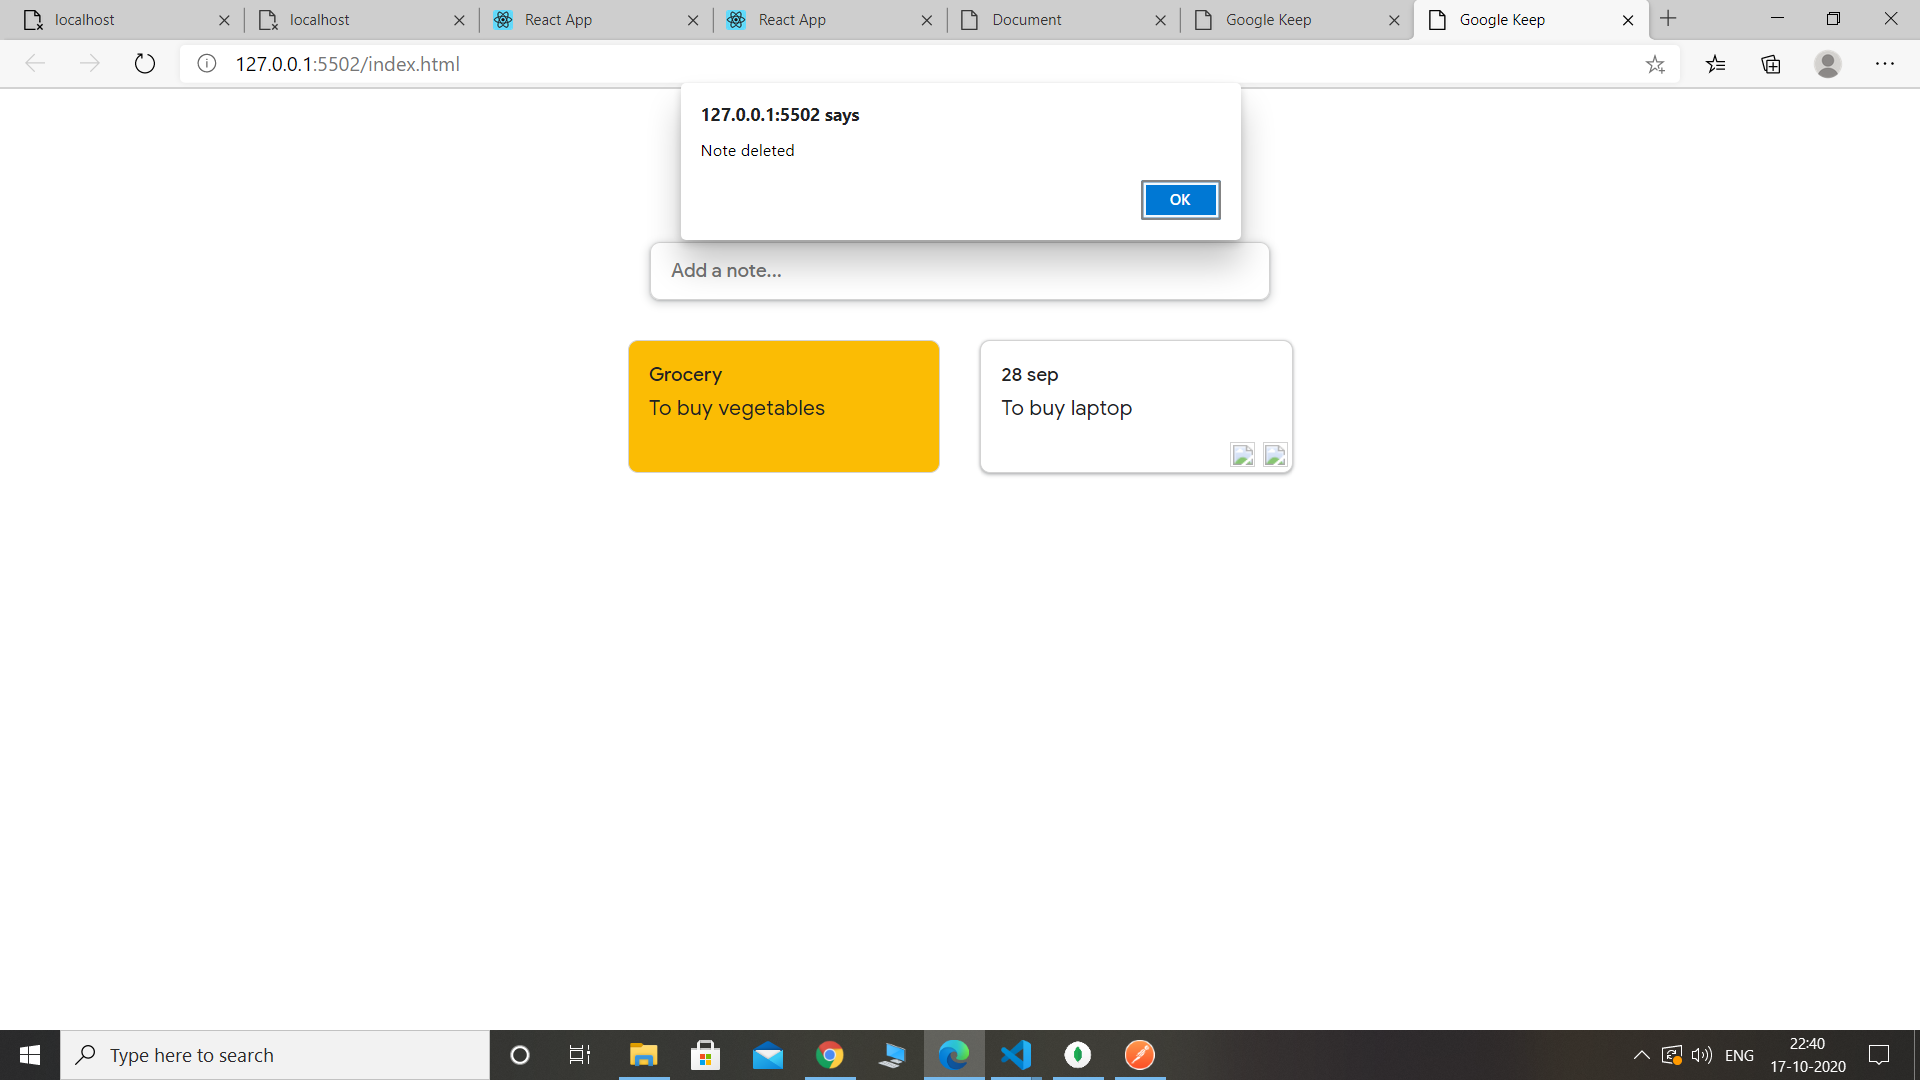 localhost
localhost
React App
React App
Document
Google Keep
Google Keep
127.0.0.1:5502/index.html
127.0.0.1:5502 says
Note deleted
OK
Add a note...
Grocery
To buy vegetables
28 sep
To buy laptop
Type here to search
ENG
22:40
17-10-2020